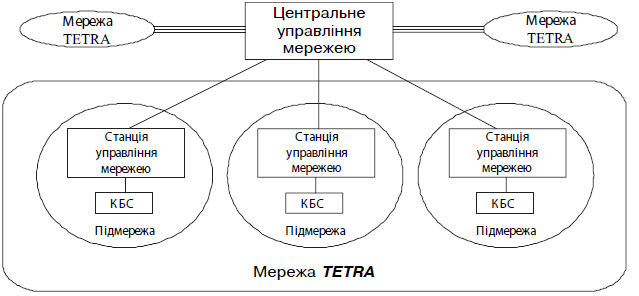 Мережа
TETRA
Центральне
управління
мережею
Мережа
TETRA
Станція
управління
мережею
КБС
Підмережа
Станція
управління
мережею
КБС
Підмережа
Станція
управління
мережею
КБС
Підмережа
Мережа TETRA